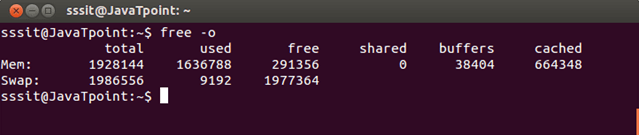 sssit@JavaTpoint: ~
sssit@JavaTpoint:~$ free -o
total used free shared buffers cached
Mem: 1928144 1636788 291356 0 38404 664348
Swap: 1986556 9192 1977364
sssit@JavaTpoint:~$